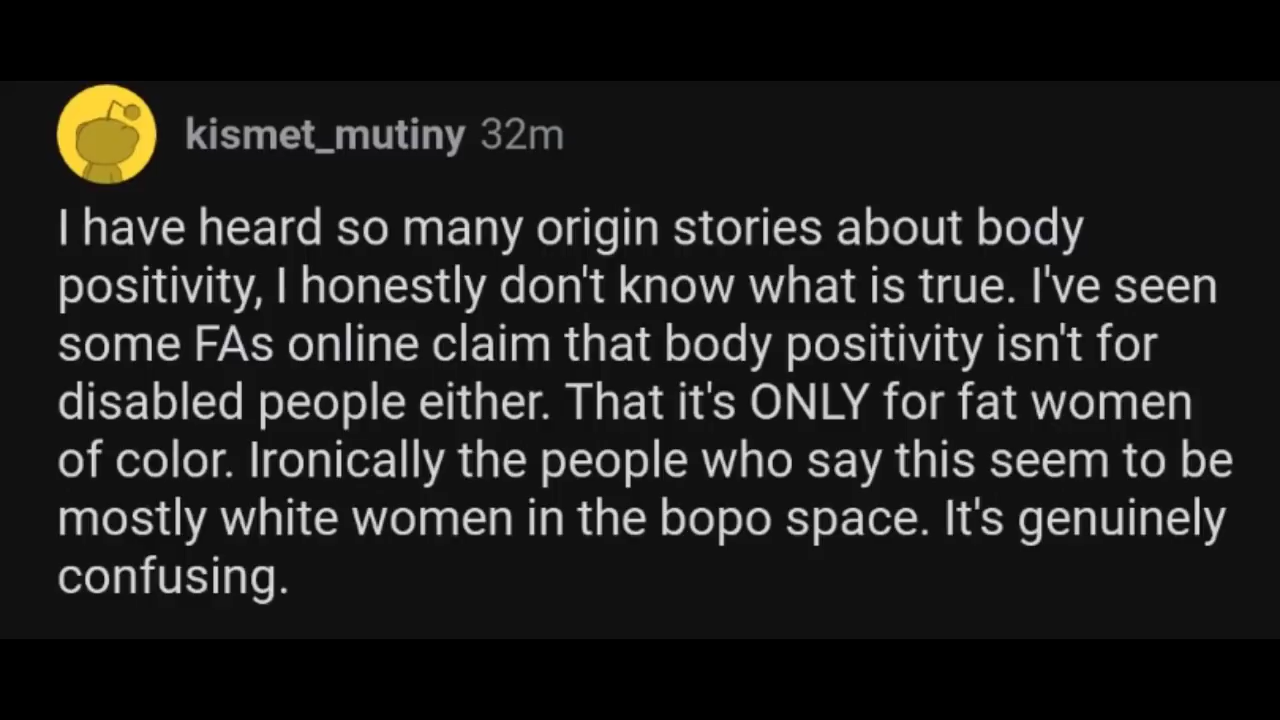 kismet_mutiny 32m
I have heard so many origin stories about body
positivity, I honestly don't know what is true. I've seen
some FAs online claim that body positivity isn't for
disabled people either. That it's ONLY for fat women
of color. Ironically the people who say this seem to be
mostly white women in the bopo space. It's genuinely
confusing.